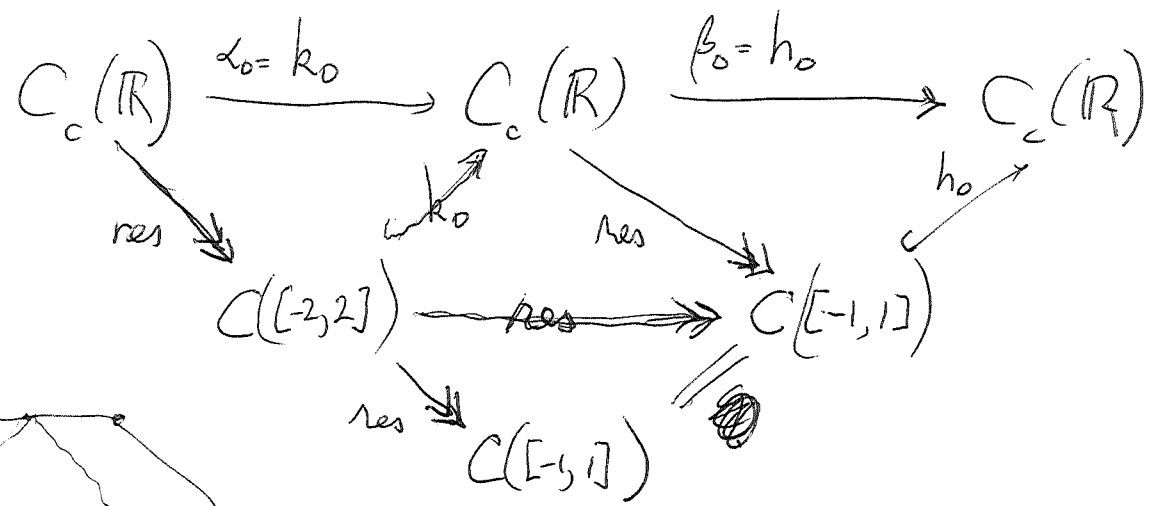 C_c(ℝ) α₀= k₀ C_c(ℝ) β₀= h₀ C_c(ℝ)
res k₀ res h₀
C([-2,2]) res C([-1,1])
res
C([-1,1])